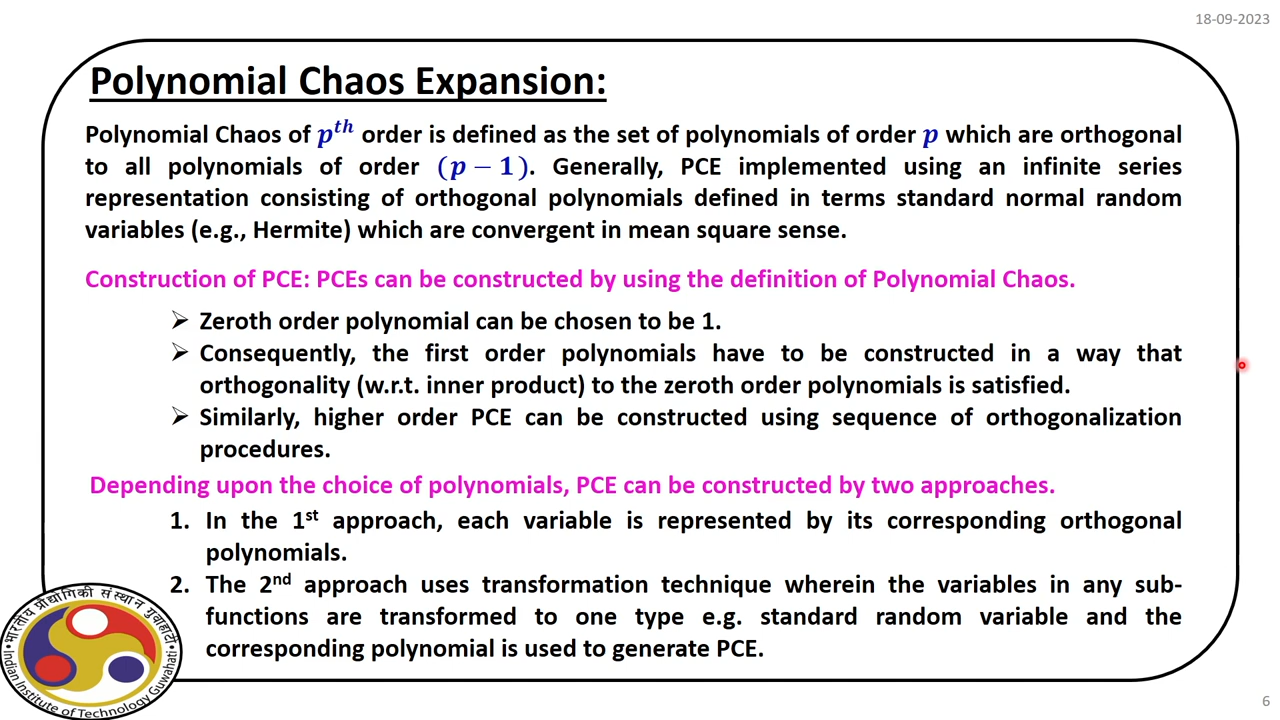 18-09-2023
Polynomial Chaos Expansion:
Polynomial Chaos of p^th order is defined as the set of polynomials of order p which are orthogonal
to all polynomials of order (p − 1). Generally, PCE implemented using an infinite series
representation consisting of orthogonal polynomials defined in terms standard normal random
variables (e.g., Hermite) which are convergent in mean square sense.
Construction of PCE: PCEs can be constructed by using the definition of Polynomial Chaos.
➢ Zeroth order polynomial can be chosen to be 1.
➢ Consequently, the first order polynomials have to be constructed in a way that
orthogonality (w.r.t. inner product) to the zeroth order polynomials is satisfied.
➢ Similarly, higher order PCE can be constructed using sequence of orthogonalization
procedures.
Depending upon the choice of polynomials, PCE can be constructed by two approaches.
1. In the 1st approach, each variable is represented by its corresponding orthogonal
polynomials.
2. The 2nd approach uses transformation technique wherein the variables in any sub-
functions are transformed to one type e.g. standard random variable and the
corresponding polynomial is used to generate PCE.
भारतीय प्रौद्योगिकी संस्थान गुवाहाटी
Indian Institute of Technology Guwahati
6